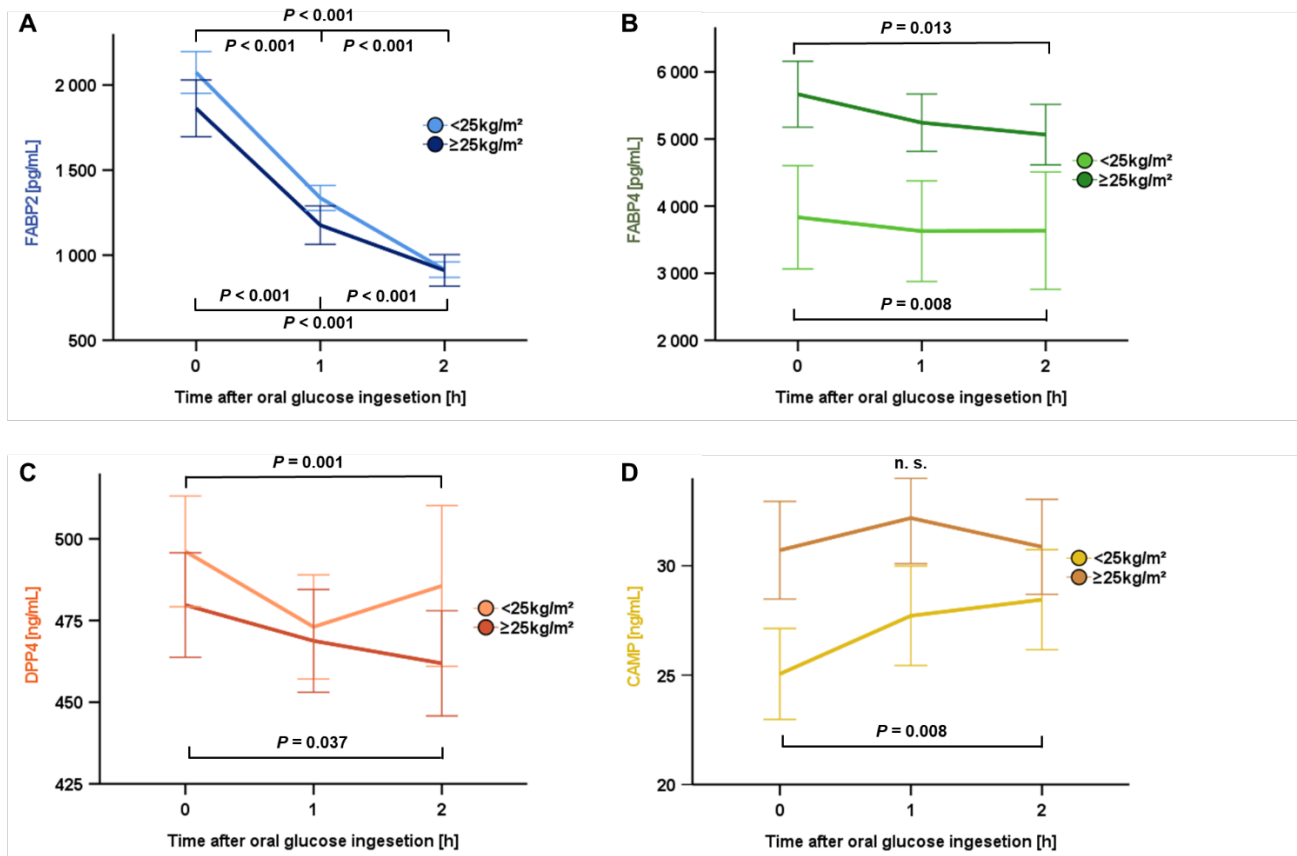 A
P < 0.001
P < 0.001 P < 0.001
2 000
1 500
1 000
500
FABP2 [pg/mL]
<25kg/m²
≥25kg/m²
P < 0.001 P < 0.001
P < 0.001
0 1 2
Time after oral glucose ingesetion [h]
B
P = 0.013
6 000
5 000
4 000
3 000
2 000
FABP4 [pg/mL]
<25kg/m²
≥25kg/m²
P = 0.008
0 1 2
Time after oral glucose ingesetion [h]
C
P = 0.001
500
475
450
425
DPP4 [ng/mL]
<25kg/m²
≥25kg/m²
P = 0.037
0 1 2
Time after oral glucose ingesetion [h]
D
n. s.
30
25
20
CAMP [ng/mL]
<25kg/m²
≥25kg/m²
P = 0.008
0 1 2
Time after oral glucose ingesetion [h]